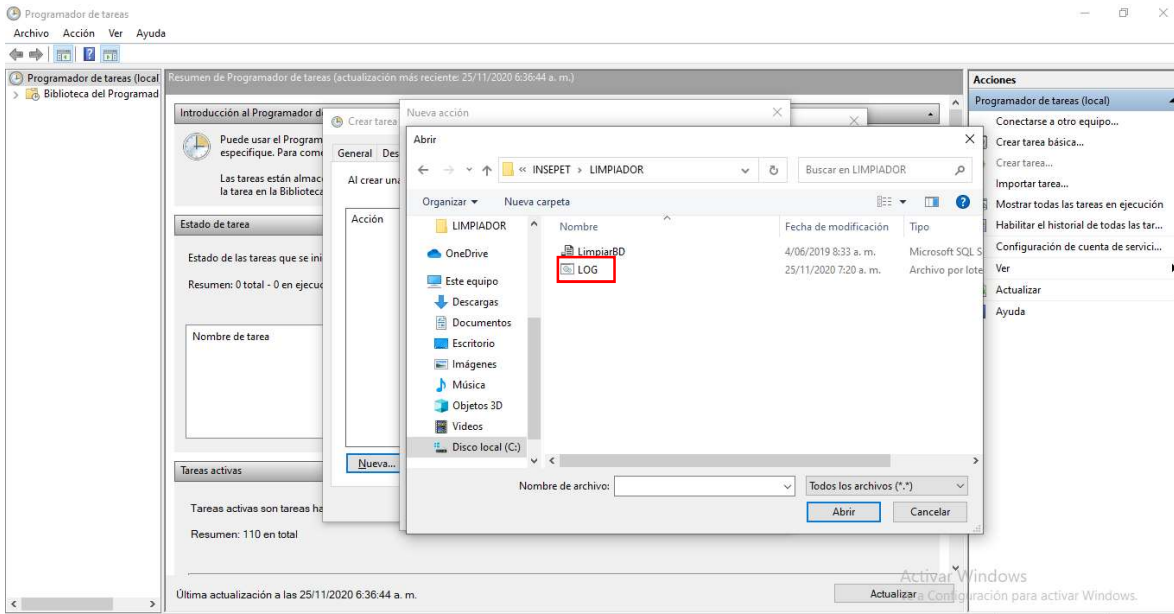 Programador de tareas
Archivo Acción Ver Ayuda
Programador de tareas (local
Biblioteca del Programad
Resumen de Programador de tareas (actualización más reciente: 25/11/2020 6:36:44 a. m.)
Introducción al Programador d
Puede usar el Program
especifique. Para com
Las tareas están almac
la tarea en la Biblioteca
Estado de tarea
Estado de las tareas que se ini
Resumen: 0 total - 0 en ejecuc
Nombre de tarea
Tareas activas
Tareas activas son tareas ha
Resumen: 110 en total
Última actualización a las 25/11/2020 6:36:44 a. m.
Actualizar
Crear tarea
General Des
Al crear una
Acción
Nueva...
Nueva acción
Abrir
« INSEPET › LIMPIADOR
Buscar en LIMPIADOR
Organizar
Nueva carpeta
LIMPIADOR
OneDrive
Este equipo
Descargas
Documentos
Escritorio
Imágenes
Música
Objetos 3D
Videos
Disco local (C:)
Nombre Fecha de modificación Tipo
LimpiarBD 4/06/2019 8:33 a. m. Microsoft SQL S
LOG 25/11/2020 7:20 a. m. Archivo por lote
Nombre de archivo:
Todos los archivos (*.*)
Abrir Cancelar
Acciones
Programador de tareas (local)
Conectarse a otro equipo...
Crear tarea básica...
Crear tarea...
Importar tarea...
Mostrar todas las tareas en ejecución
Habilitar el historial de todas las tar...
Configuración de cuenta de servici...
Ver
Actualizar
Ayuda
Activar Windows
a Configuración para activar Windows.